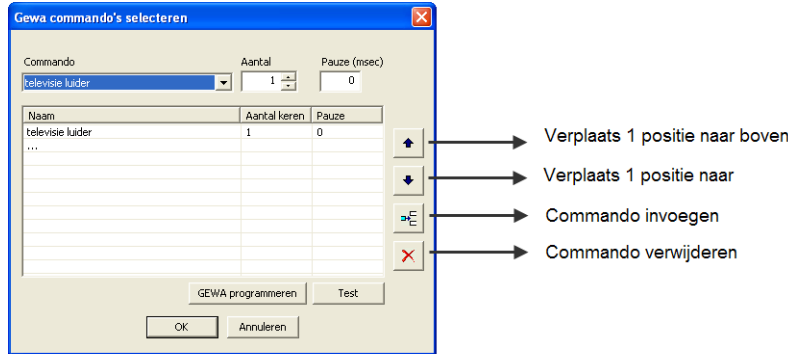 Gewa commando's selecteren
Commando Aantal Pauze (msec)
televisie luider 1 0
Naam Aantal keren Pauze
televisie luider 1 0
...
Verplaats 1 positie naar boven
Verplaats 1 positie naar
Commando invoegen
Commando verwijderen
GEWA programmeren Test
OK Annuleren